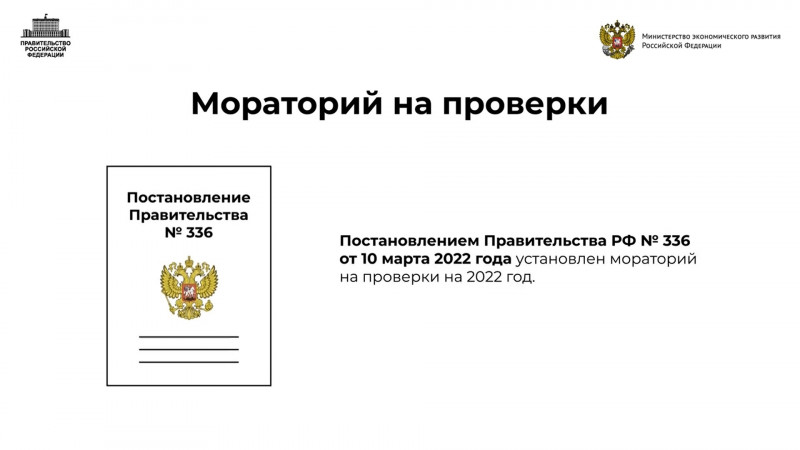 ПРАВИТЕЛЬСТВО
РОССИЙСКОЙ
ФЕДЕРАЦИИ
Министерство экономического развития
Российской Федерации
Мораторий на проверки
Постановление
Правительства
№ 336
Постановлением Правительства РФ № 336
от 10 марта 2022 года установлен мораторий
на проверки на 2022 год.